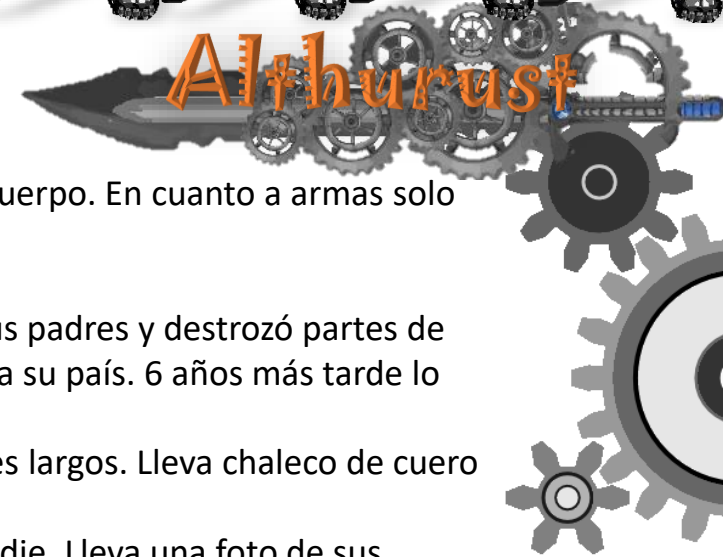 Althurust
uerpo. En cuanto a armas solo
us padres y destrozó partes de
a su país. 6 años más tarde lo
es largos. Lleva chaleco de cuero
die. Lleva una foto de sus